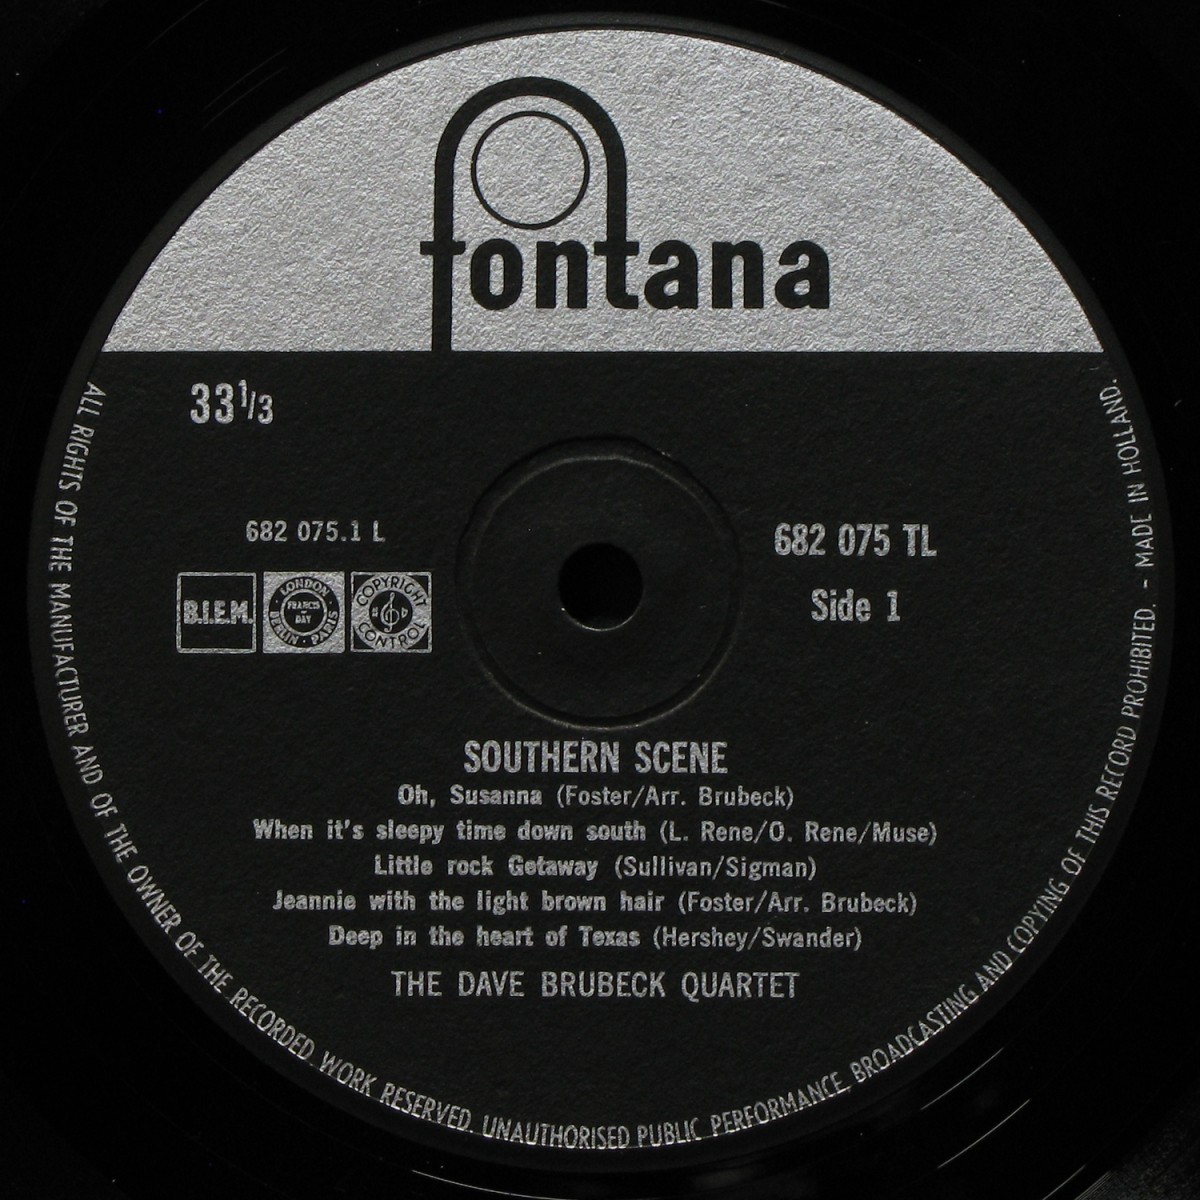 fontana
33 1/3
682 075.1 L
B.I.E.M.
LONDON
FRANCIS
DAY
BERLIN · PARIS
COPYRIGHT
CONTROL
682 075 TL
Side 1
SOUTHERN SCENE
Oh, Susanna (Foster/Arr. Brubeck)
When it's sleepy time down south (L. Rene/O. Rene/Muse)
Little rock Getaway (Sullivan/Sigman)
Jeannie with the light brown hair (Foster/Arr. Brubeck)
Deep in the heart of Texas (Hershey/Swander)
THE DAVE BRUBECK QUARTET
ALL RIGHTS OF THE MANUFACTURER AND OF THE OWNER OF THE RECORDED WORK RESERVED. UNAUTHORISED PUBLIC PERFORMANCE, BROADCASTING AND COPYING OF THIS RECORD PROHIBITED. - MADE IN HOLLAND.